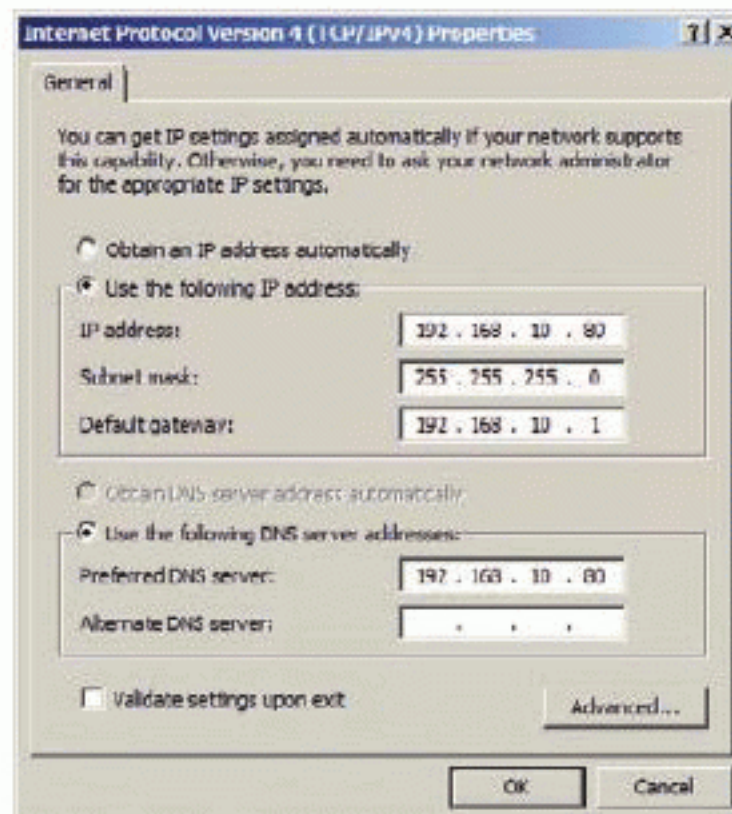 Internet Protocol Version 4 (TCP/IPv4) Properties
General
You can get IP settings assigned automatically if your network supports
this capability. Otherwise, you need to ask your network administrator
for the appropriate IP settings.
Obtain an IP address automatically
Use the following IP address:
IP address: 192 . 168 . 10 . 80
Subnet mask: 255 . 255 . 255 . 0
Default gateway: 192 . 168 . 10 . 1
Obtain DNS server address automatically
Use the following DNS server addresses:
Preferred DNS server: 192 . 168 . 10 . 80
Alternate DNS server: . . .
Validate settings upon exit
Advanced...
OK
Cancel